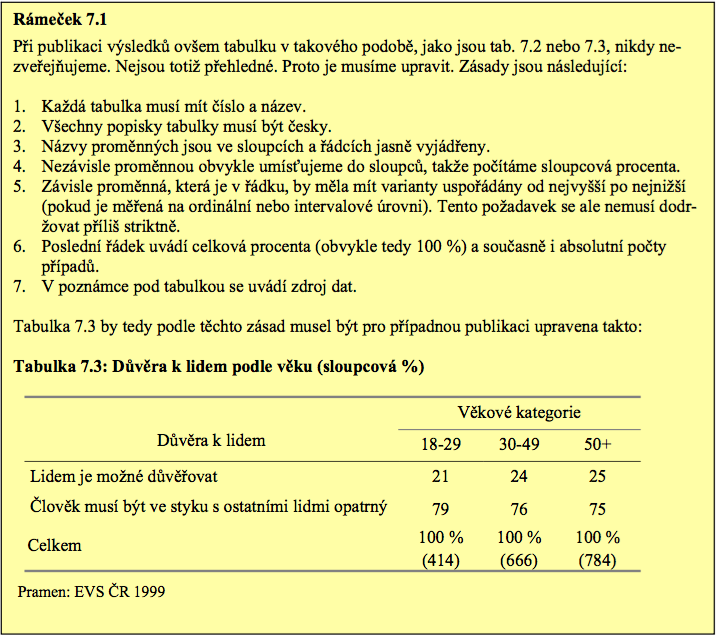 Rámeček 7.1
Při publikaci výsledků ovšem tabulku v takového podobě, jako jsou tab. 7.2 nebo 7.3, nikdy ne-
zveřejňujeme. Nejsou totiž přehledné. Proto je musíme upravit. Zásady jsou následující:
1. Každá tabulka musí mít číslo a název.
2. Všechny popisky tabulky musí být česky.
3. Názvy proměnných jsou ve sloupcích a řádcích jasně vyjádřeny.
4. Nezávisle proměnnou obvykle umísťujeme do sloupců, takže počítáme sloupcová procenta.
5. Závisle proměnná, která je v řádku, by měla mít varianty uspořádány od nejvyšší po nejnižší
(pokud je měřená na ordinální nebo intervalové úrovni). Tento požadavek se ale nemusí dodr-
žovat příliš striktně.
6. Poslední řádek uvádí celková procenta (obvykle tedy 100 %) a současně i absolutní počty
případů.
7. V poznámce pod tabulkou se uvádí zdroj dat.
Tabulka 7.3 by tedy podle těchto zásad musel být pro případnou publikaci upravena takto:
Tabulka 7.3: Důvěra k lidem podle věku (sloupcová %)
Věkové kategorie
Důvěra k lidem 18-29 30-49 50+
Lidem je možné důvěřovat 21 24 25
Člověk musí být ve styku s ostatními lidmi opatrný 79 76 75
Celkem 100 % 100 % 100 %
(414) (666) (784)
Pramen: EVS ČR 1999